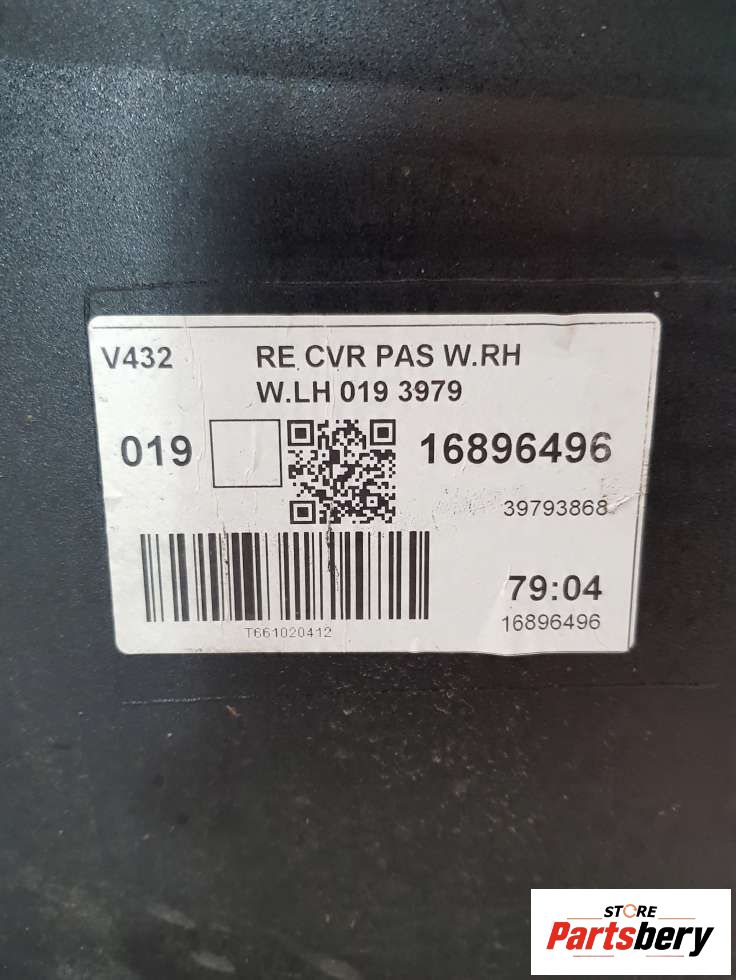 V432 RE CVR PAS W.RH
W.LH 019 3979
019 16896496
39793868
79:04
T661020412 16896496
STORE
Partsbery